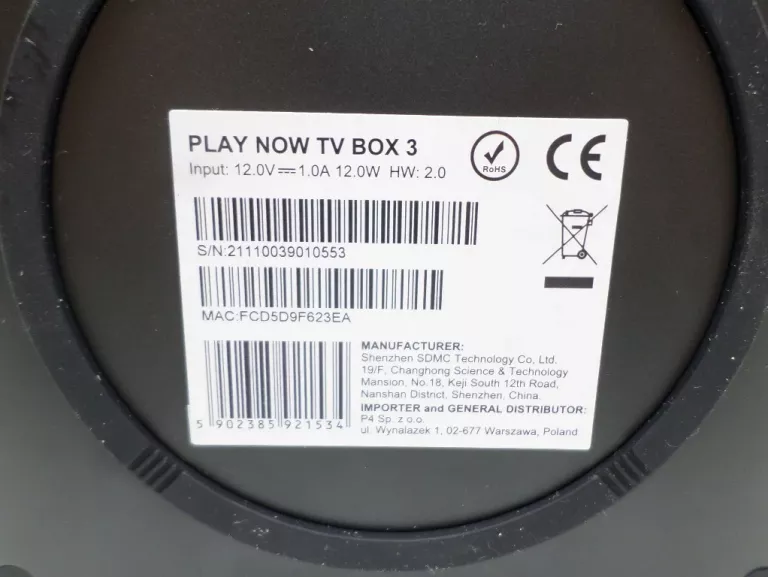 PLAY NOW TV BOX 3
Input: 12.0V⎓1.0A 12.0W HW: 2.0
RoHS
CE
S/N:21110039010553
MAC:FCD5D9F623EA
5 902385 921534
MANUFACTURER:
Shenzhen SDMC Technology Co, Ltd.
19/F, Changhong Science & Technology
Mansion, No.18, Keji South 12th Road,
Nanshan District, Shenzhen, China.
IMPORTER and GENERAL DISTRIBUTOR:
P4 Sp. z o.o.
ul. Wynalazek 1, 02-677 Warszawa, Poland